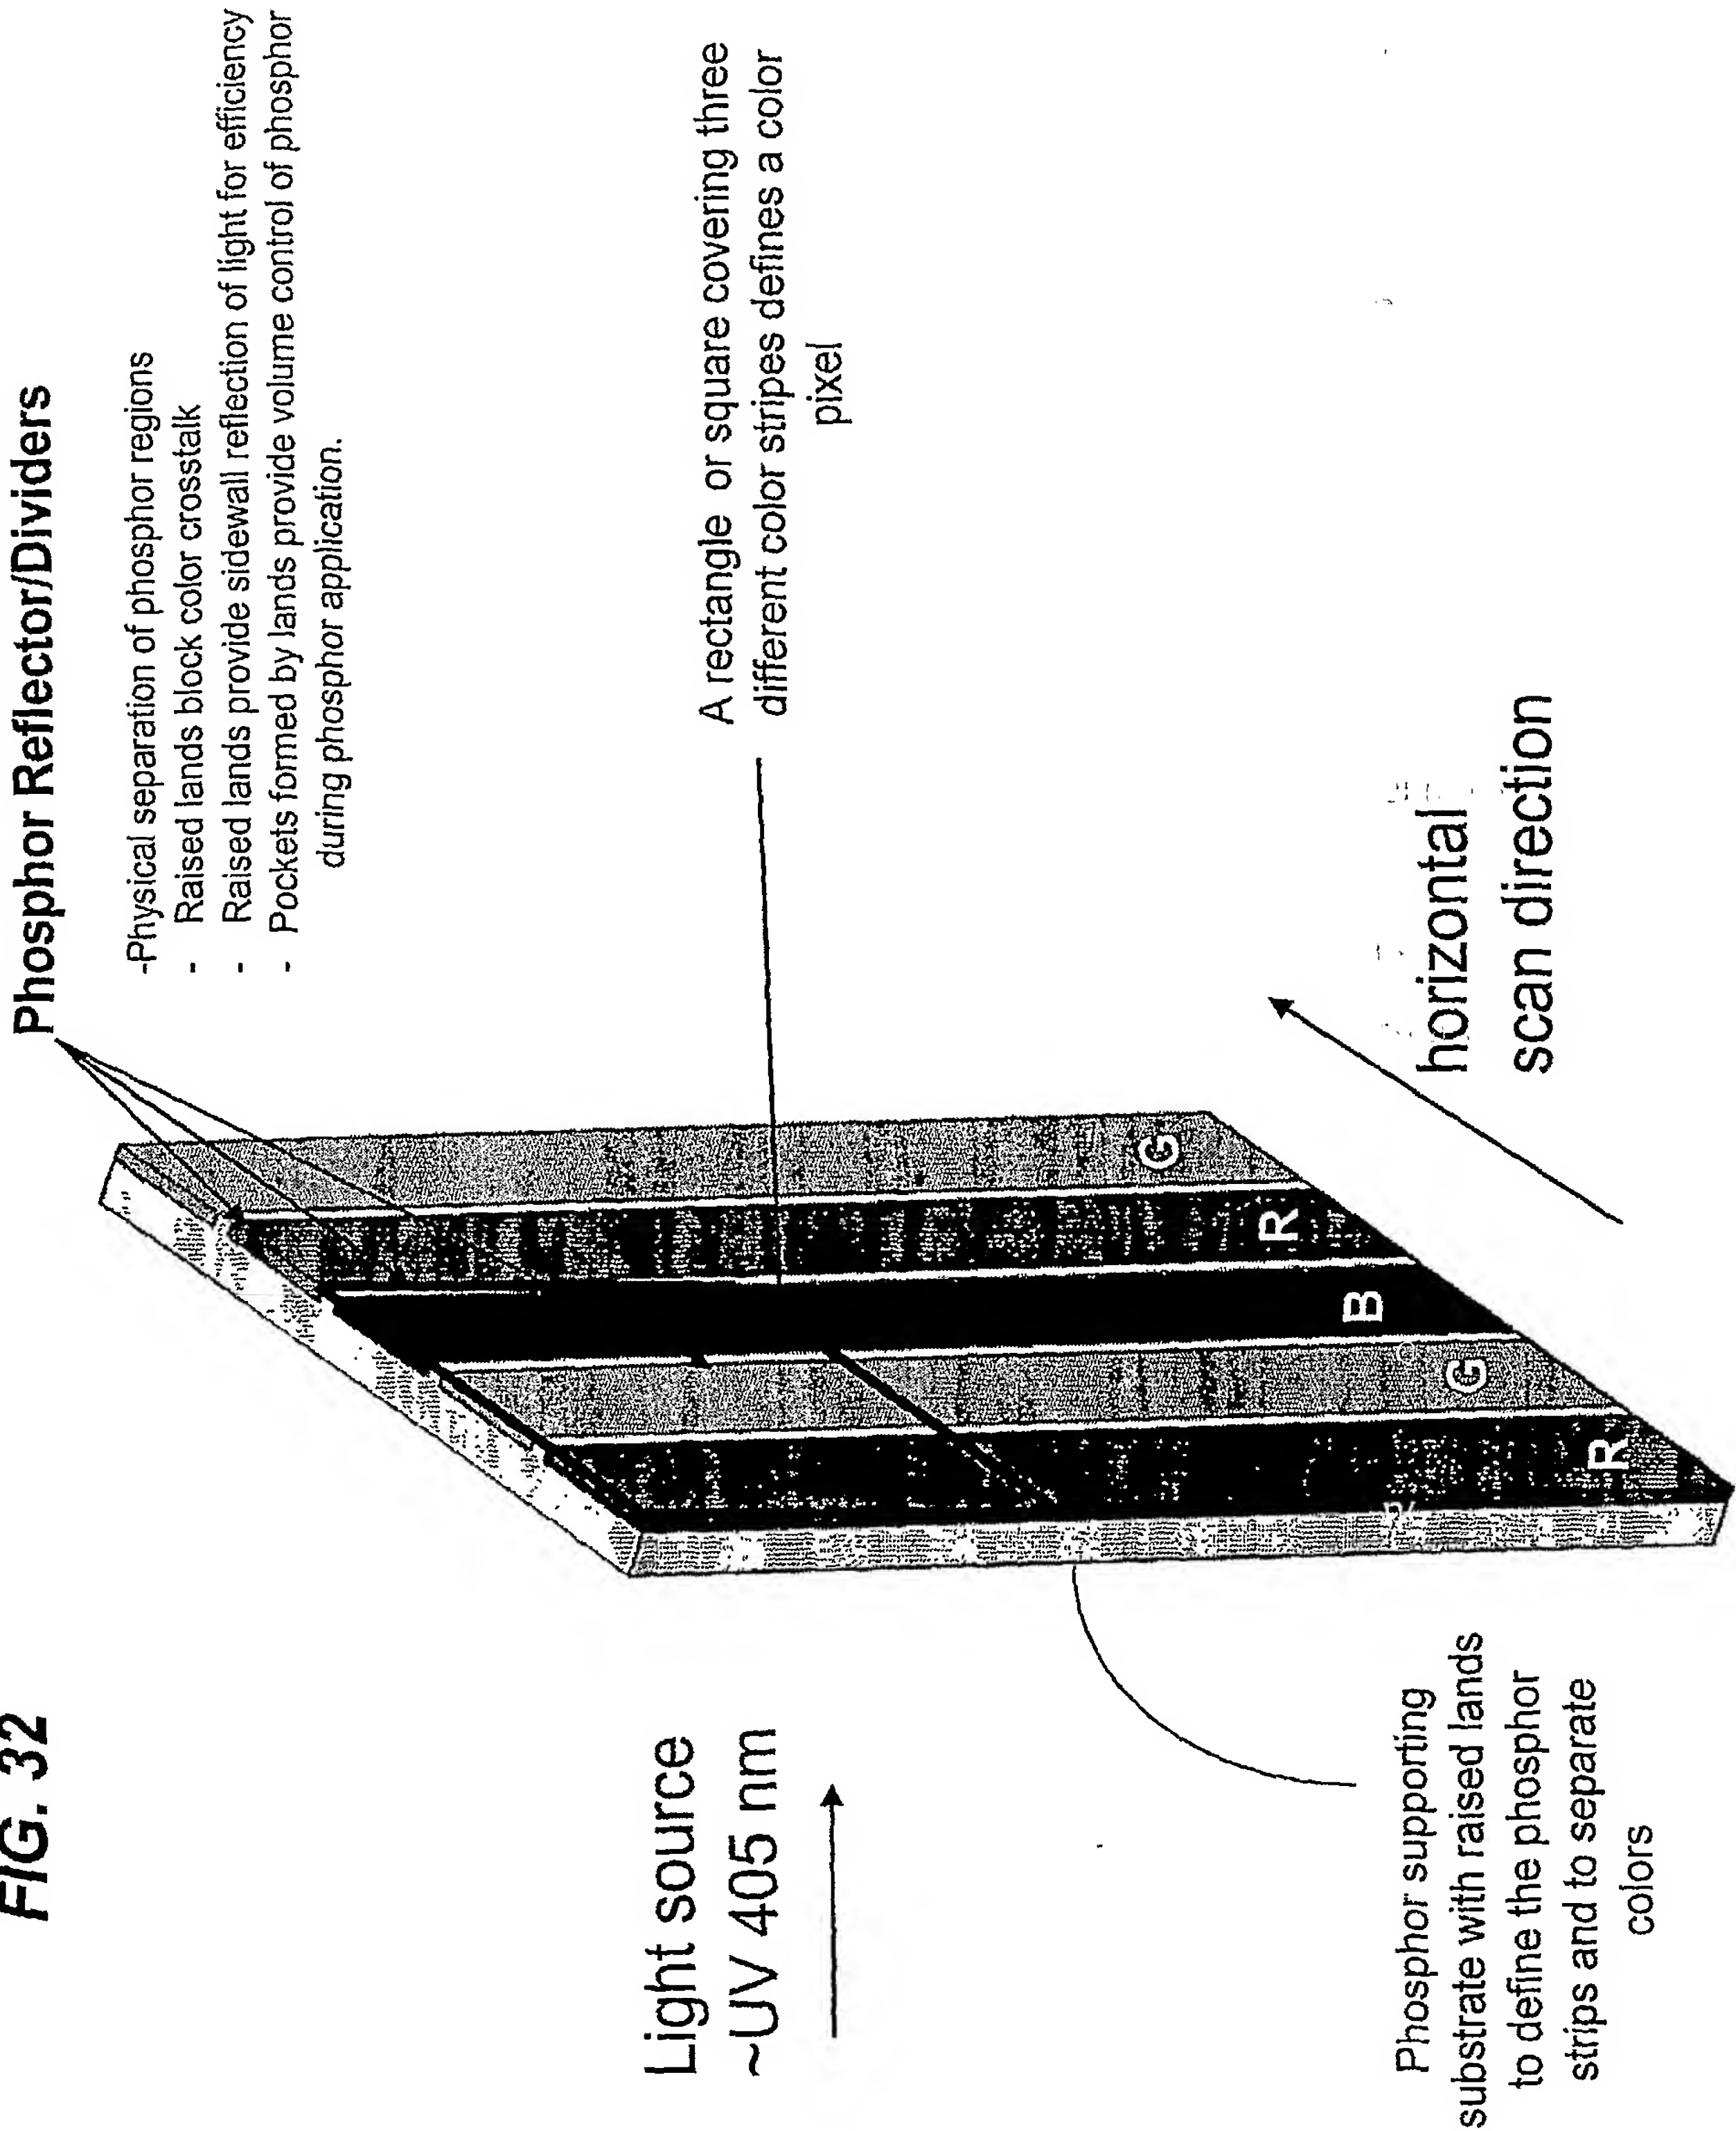 FIG. 32
Phosphor Reflector/Dividers
-Physical separation of phosphor regions
- Raised lands block color crosstalk
- Raised lands provide sidewall reflection of light for efficiency
- Pockets formed by lands provide volume control of phosphor
during phosphor application.
Light source
~UV 405 nm
A rectangle or square covering three
different color stripes defines a color
pixel
R
G
B
R
G
Phosphor supporting
substrate with raised lands
to define the phosphor
strips and to separate
colors
horizontal
scan direction